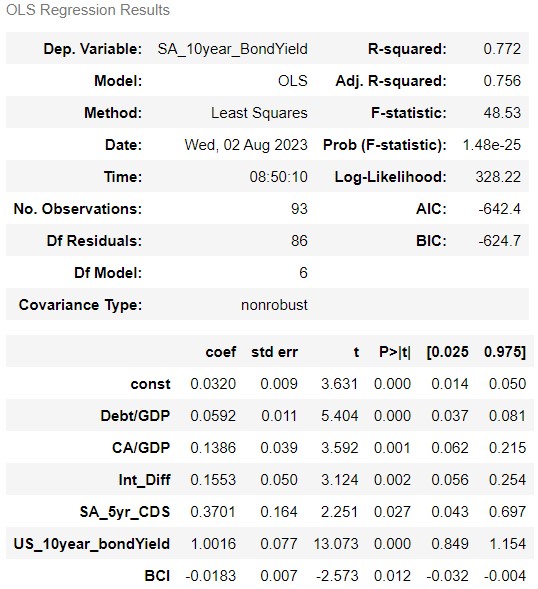 OLS Regression Results
Dep. Variable: SA_10year_BondYield R-squared: 0.772
Model: OLS Adj. R-squared: 0.756
Method: Least Squares F-statistic: 48.53
Date: Wed, 02 Aug 2023 Prob (F-statistic): 1.48e-25
Time: 08:50:10 Log-Likelihood: 328.22
No. Observations: 93 AIC: -642.4
Df Residuals: 86 BIC: -624.7
Df Model: 6
Covariance Type: nonrobust
coef std err t P>|t| [0.025 0.975]
const 0.0320 0.009 3.631 0.000 0.014 0.050
Debt/GDP 0.0592 0.011 5.404 0.000 0.037 0.081
CA/GDP 0.1386 0.039 3.592 0.001 0.062 0.215
Int_Diff 0.1553 0.050 3.124 0.002 0.056 0.254
SA_5yr_CDS 0.3701 0.164 2.251 0.027 0.043 0.697
US_10year_bondYield 1.0016 0.077 13.073 0.000 0.849 1.154
BCI -0.0183 0.007 -2.573 0.012 -0.032 -0.004